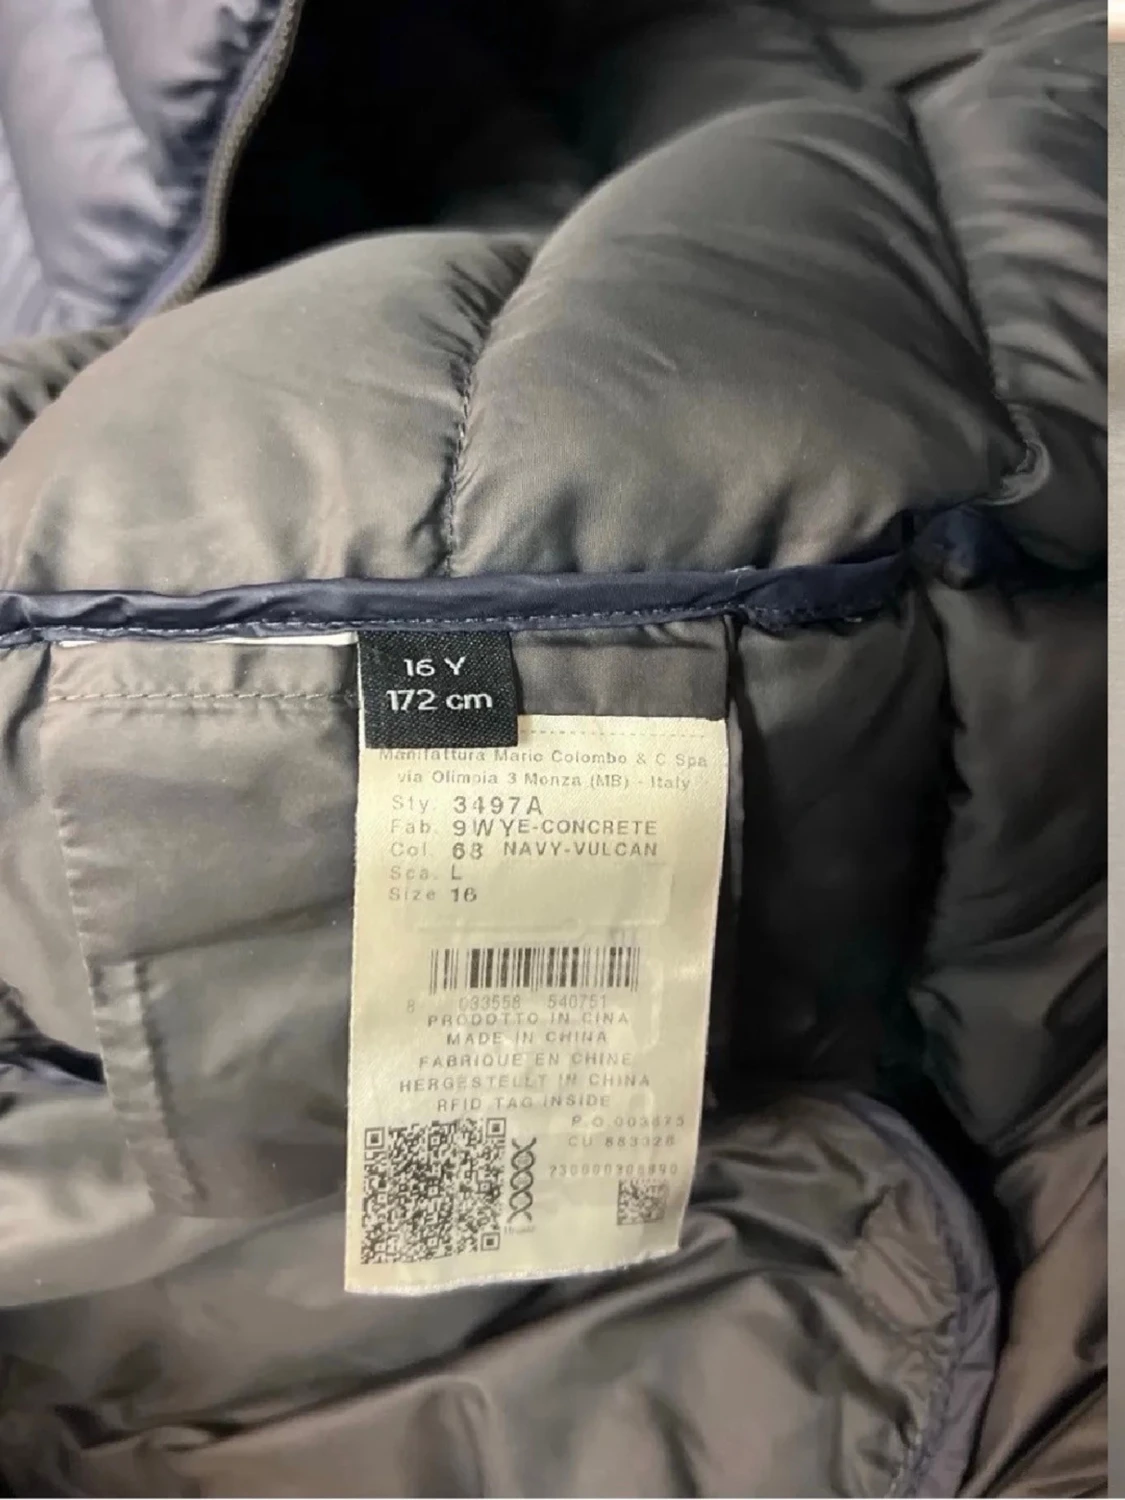 16 Y
172 cm
Manifattura Mario Colombo & C Spa
via Olimpia 3 Monza (MB) - Italy
Sty. 3497A
Fab. 9WYE-CONCRETE
Col. 68 NAVY-VULCAN
Sca. L
Size 16
8 033558 540751
PRODOTTO IN CINA
MADE IN CHINA
FABRIQUE EN CHINE
HERGESTELLT IN CHINA
RFID TAG INSIDE
P.O.003675
CU 883328